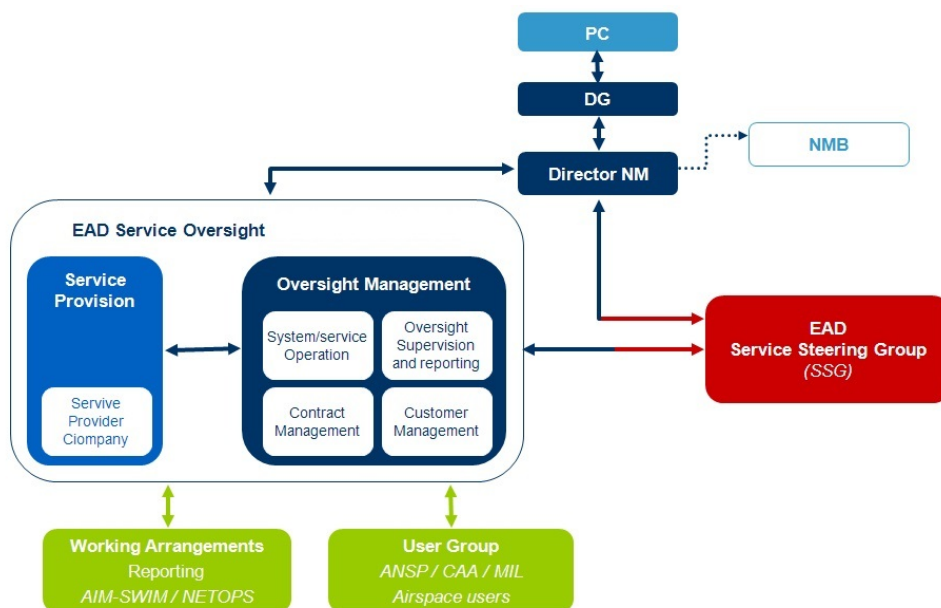 PC
DG
Director NM
NMB
EAD Service Oversight
Service
Provision
Servive
Provider
Ciompany
Oversight Management
System/service
Operation
Oversight
Supervision
and reporting
Contract
Management
Customer
Management
EAD
Service Steering Group
(SSG)
Working Arrangements
Reporting
AIM-SWIM / NETOPS
User Group
ANSP / CAA / MIL
Airspace users